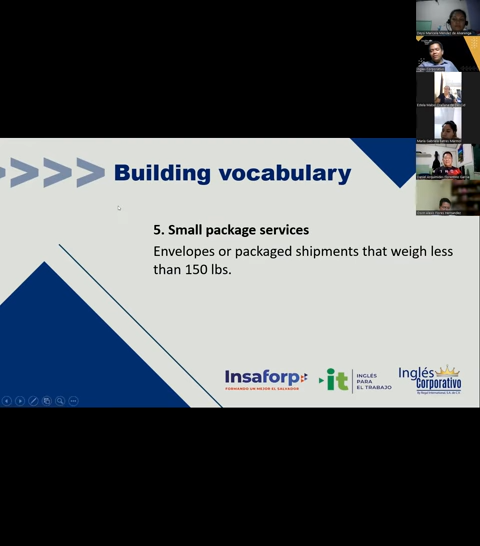 Building vocabulary
5. Small package services
Envelopes or packaged shipments that weigh less
than 150 lbs.
Insaforp
FORMANDO UN MEJOR EL SALVADOR
it
INGLÉS
PARA
EL TRABAJO
Inglés
Corporativo